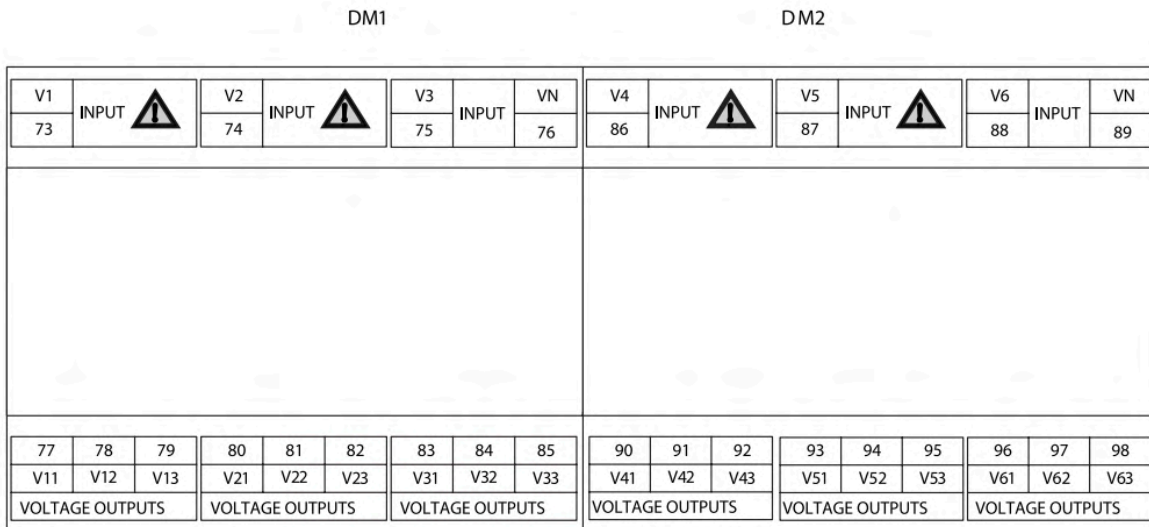 DM1 DM2
V1 INPUT V2 INPUT V3 INPUT VN V4 INPUT V5 INPUT V6 INPUT VN
73 74 75 76 86 87 88 89
77 78 79 80 81 82 83 84 85 90 91 92 93 94 95 96 97 98
V11 V12 V13 V21 V22 V23 V31 V32 V33 V41 V42 V43 V51 V52 V53 V61 V62 V63
VOLTAGE OUTPUTS VOLTAGE OUTPUTS VOLTAGE OUTPUTS VOLTAGE OUTPUTS VOLTAGE OUTPUTS VOLTAGE OUTPUTS